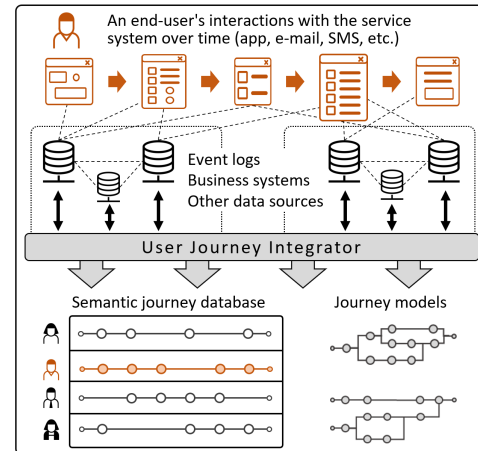 An end-user's interactions with the service
system over time (app, e-mail, SMS, etc.)
Event logs
Business systems
Other data sources
User Journey Integrator
Semantic journey database
Journey models